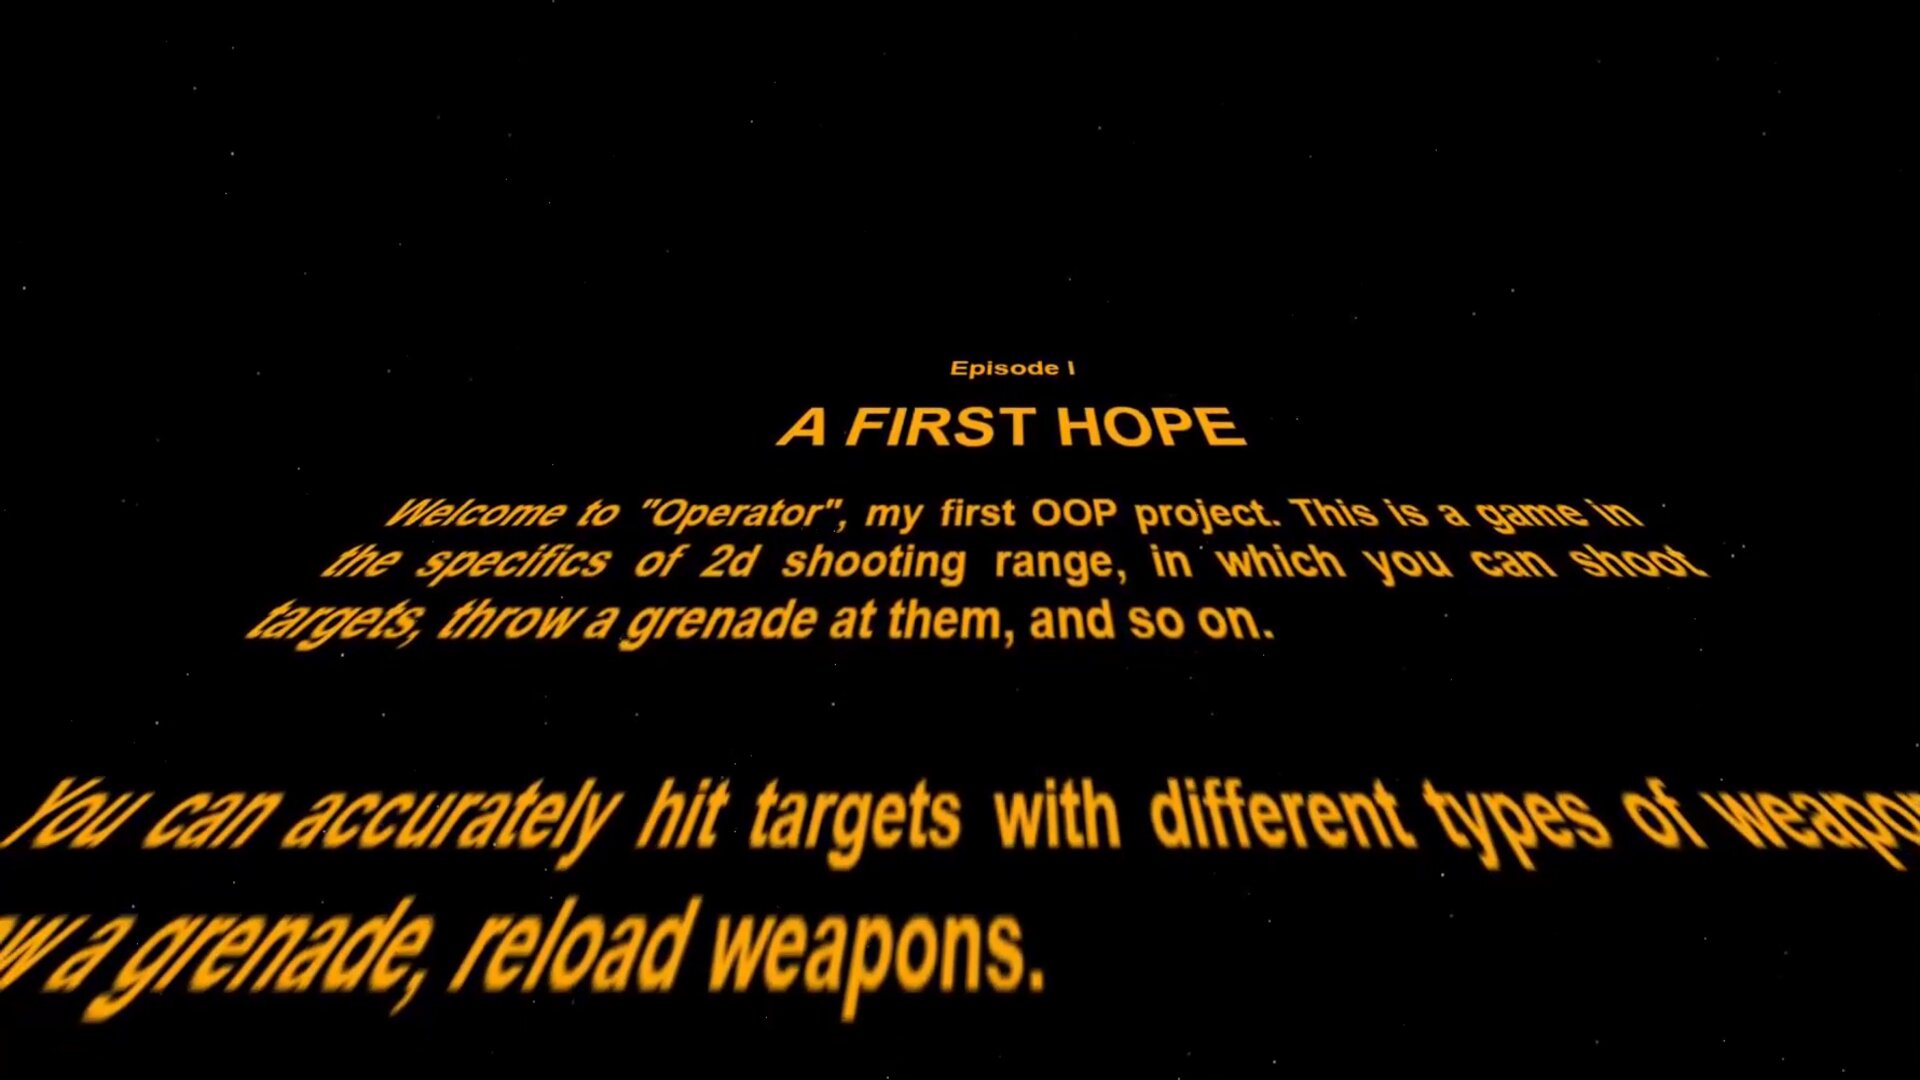 Episode I
A FIRST HOPE
Welcome to "Operator", my first OOP project. This is a game in
the specifics of 2d shooting range, in which you can shoot
targets, throw a grenade at them, and so on.
You can accurately hit targets with different types of
a grenade, reload weapons.